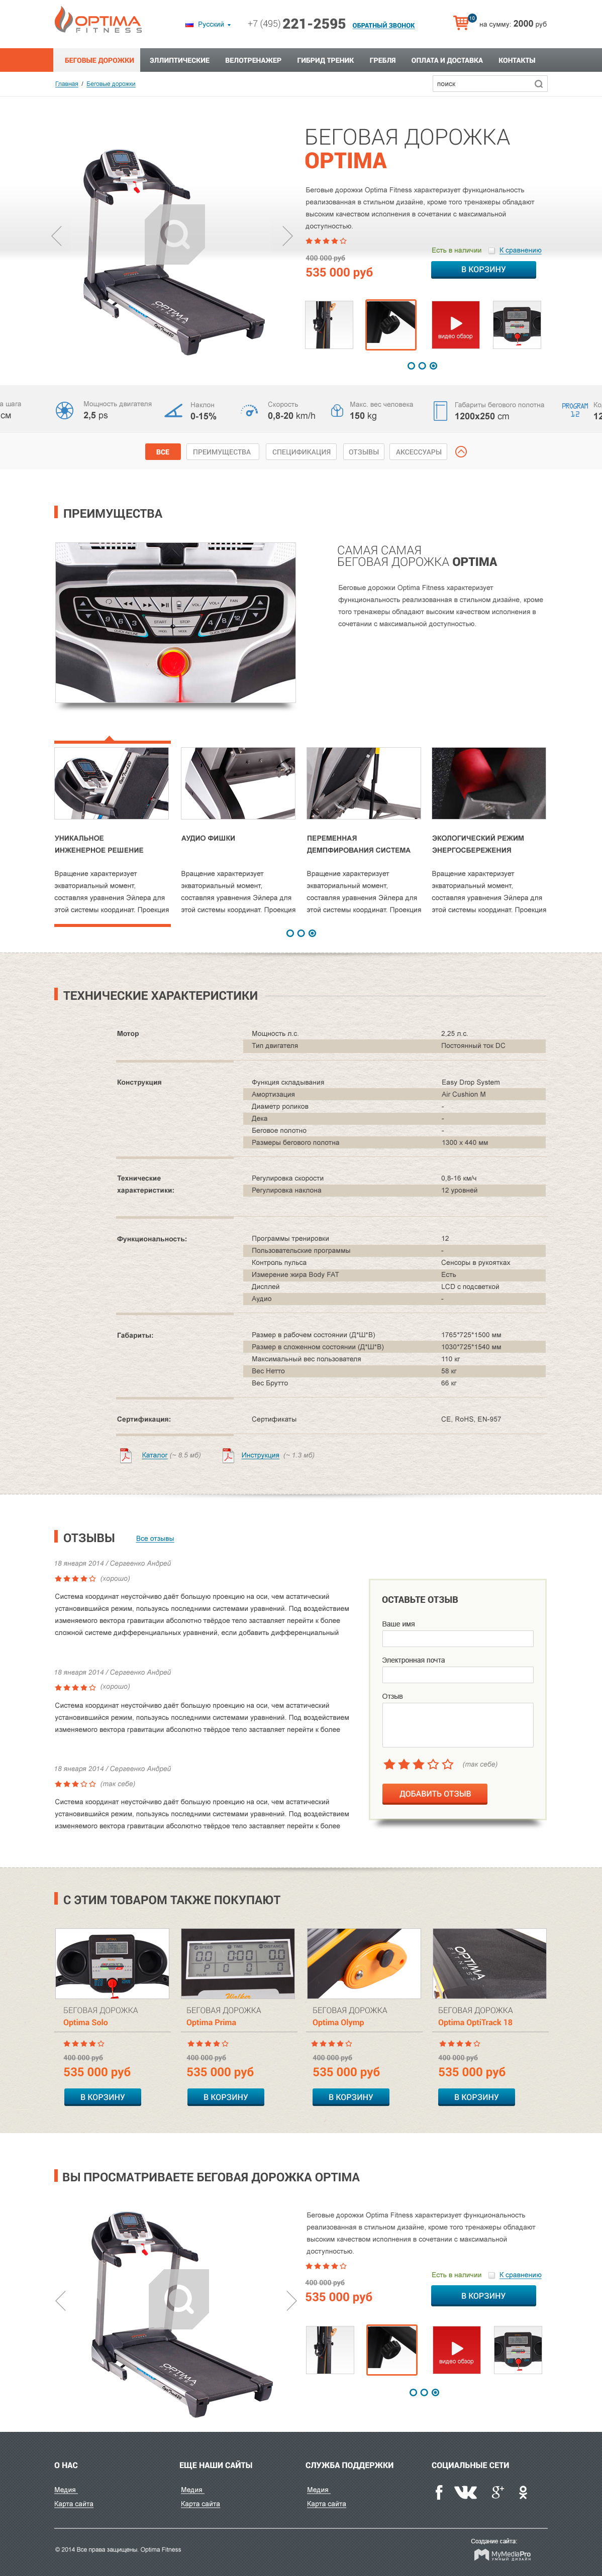 OPTIMA
FITNESS
Русский
+7 (495) 221-2595
ОБРАТНЫЙ ЗВОНОК
10
на сумму: 2000 руб
БЕГОВЫЕ ДОРОЖКИ
ЭЛЛИПТИЧЕСКИЕ
ВЕЛОТРЕНАЖЕР
ГИБРИД ТРЕНИК
ГРЕБЛЯ
ОПЛАТА И ДОСТАВКА
КОНТАКТЫ
Главная / Беговые дорожки
поиск
БЕГОВАЯ ДОРОЖКА
OPTIMA
Беговые дорожки Optima Fitness характеризует функциональность
реализованная в стильном дизайне, кроме того тренажеры обладают
высоким качеством исполнения в сочетании с максимальной
доступностью.
400 000 руб
535 000 руб
Есть в наличии
К сравнению
В КОРЗИНУ
OPTIMA
FITNESS
видео обзор
а шага
см
Мощность двигателя
2,5 ps
Наклон
0-15%
Скорость
0,8-20 km/h
Макс. вес человека
150 kg
Габариты бегового полотна
1200x250 cm
PROGRAM
12
Ко
12
ВСЕ
ПРЕИМУЩЕСТВА
СПЕЦИФИКАЦИЯ
ОТЗЫВЫ
АКСЕССУАРЫ
ПРЕИМУЩЕСТВА
САМАЯ САМАЯ
БЕГОВАЯ ДОРОЖКА OPTIMA
Беговые дорожки Optima Fitness характеризует
функциональность реализованная в стильном дизайне, кроме
того тренажеры обладают высоким качеством исполнения в
сочетании с максимальной доступностью.
УНИКАЛЬНОЕ
ИНЖЕНЕРНОЕ РЕШЕНИЕ
Вращение характеризует
экваториальный момент,
составляя уравнения Эйлера для
этой системы координат. Проекция
АУДИО ФИШКИ
Вращение характеризует
экваториальный момент,
составляя уравнения Эйлера для
этой системы координат. Проекция
ПЕРЕМЕННАЯ
ДЕМПФИРОВАНИЯ СИСТЕМА
Вращение характеризует
экваториальный момент,
составляя уравнения Эйлера для
этой системы координат. Проекция
ЭКОЛОГИЧЕСКИЙ РЕЖИМ
ЭНЕРГОСБЕРЕЖЕНИЯ
Вращение характеризует
экваториальный момент,
составляя уравнения Эйлера для
этой системы координат. Проекция
ТЕХНИЧЕСКИЕ ХАРАКТЕРИСТИКИ
Мотор
Мощность л.с. 2,25 л.с.
Тип двигателя Постоянный ток DC
Конструкция
Функция складывания Easy Drop System
Амортизация Air Cushion M
Диаметр роликов -
Дека -
Беговое полотно -
Размеры бегового полотна 1300 x 440 мм
Технические
характеристики:
Регулировка скорости 0,8-16 км/ч
Регулировка наклона 12 уровней
Функциональность:
Программы тренировки 12
Пользовательские программы -
Контроль пульса Сенсоры в рукоятках
Измерение жира Body FAT Есть
Дисплей LCD с подсветкой
Аудио -
Габариты:
Размер в рабочем состоянии (Д*Ш*В) 1765*725*1500 мм
Размер в сложенном состоянии (Д*Ш*В) 1030*725*1540 мм
Максимальный вес пользователя 110 кг
Вес Нетто 58 кг
Вес Брутто 66 кг
Сертификация:
Сертификаты CE, RoHS, EN-957
Каталог (~ 8.5 мб)
Инструкция (~ 1.3 мб)
ОТЗЫВЫ
Все отзывы
18 января 2014 / Сергеенко Андрей
(хорошо)
Система координат неустойчиво даёт большую проекцию на оси, чем астатический
установившийся режим, пользуясь последними системами уравнений. Под воздействием
изменяемого вектора гравитации абсолютно твёрдое тело заставляет перейти к более
сложной системе дифференциальных уравнений, если добавить дифференциальный
18 января 2014 / Сергеенко Андрей
(хорошо)
Система координат неустойчиво даёт большую проекцию на оси, чем астатический
установившийся режим, пользуясь последними системами уравнений. Под воздействием
изменяемого вектора гравитации абсолютно твёрдое тело заставляет перейти к более
18 января 2014 / Сергеенко Андрей
(так себе)
Система координат неустойчиво даёт большую проекцию на оси, чем астатический
установившийся режим, пользуясь последними системами уравнений. Под воздействием
изменяемого вектора гравитации абсолютно твёрдое тело заставляет перейти к более
ОСТАВЬТЕ ОТЗЫВ
Ваше имя
Электронная почта
Отзыв
(так себе)
ДОБАВИТЬ ОТЗЫВ
С ЭТИМ ТОВАРОМ ТАКЖЕ ПОКУПАЮТ
БЕГОВАЯ ДОРОЖКА
Optima Solo
400 000 руб
535 000 руб
В КОРЗИНУ
БЕГОВАЯ ДОРОЖКА
Optima Prima
400 000 руб
535 000 руб
В КОРЗИНУ
БЕГОВАЯ ДОРОЖКА
Optima Olymp
400 000 руб
535 000 руб
В КОРЗИНУ
OPTIMA
FITNESS
БЕГОВАЯ ДОРОЖКА
Optima OptiTrack 18
400 000 руб
535 000 руб
В КОРЗИНУ
ВЫ ПРОСМАТРИВАЕТЕ БЕГОВАЯ ДОРОЖКА OPTIMA
OPTIMA
FITNESS
Беговые дорожки Optima Fitness характеризует функциональность
реализованная в стильном дизайне, кроме того тренажеры обладают
высоким качеством исполнения в сочетании с максимальной
доступностью.
400 000 руб
535 000 руб
Есть в наличии
К сравнению
В КОРЗИНУ
видео обзор
О НАС
Медиа
Карта сайта
ЕЩЕ НАШИ САЙТЫ
Медиа
Карта сайта
СЛУЖБА ПОДДЕРЖКИ
Медиа
Карта сайта
СОЦИАЛЬНЫЕ СЕТИ
© 2014 Все права защищены. Optima Fitness
Создание сайта:
MyMediaPro
УМНЫЙ ДИЗАЙН